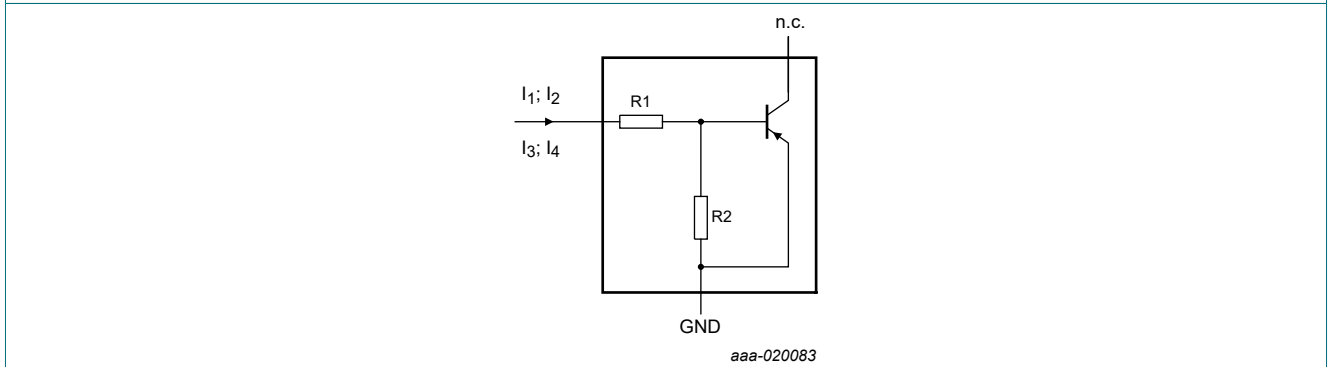 n.c.
I1; I2
R1
I3; I4
R2
GND
aaa-020083